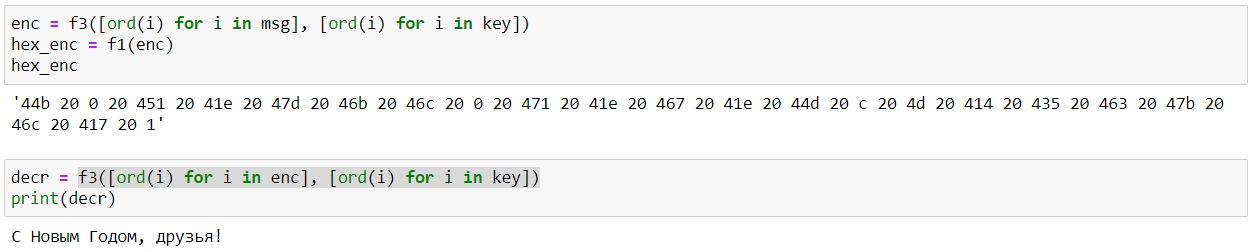 enc = f3([ord(i) for i in msg], [ord(i) for i in key])
hex_enc = f1(enc)
hex_enc
'44b 20 0 20 451 20 41e 20 47d 20 46b 20 46c 20 0 20 471 20 41e 20 467 20 41e 20 44d 20 c 20 4d 20 414 20 435 20 463 20 47b 20
46c 20 417 20 1'
decr = f3([ord(i) for i in enc], [ord(i) for i in key])
print(decr)
С Новым Годом, друзья!